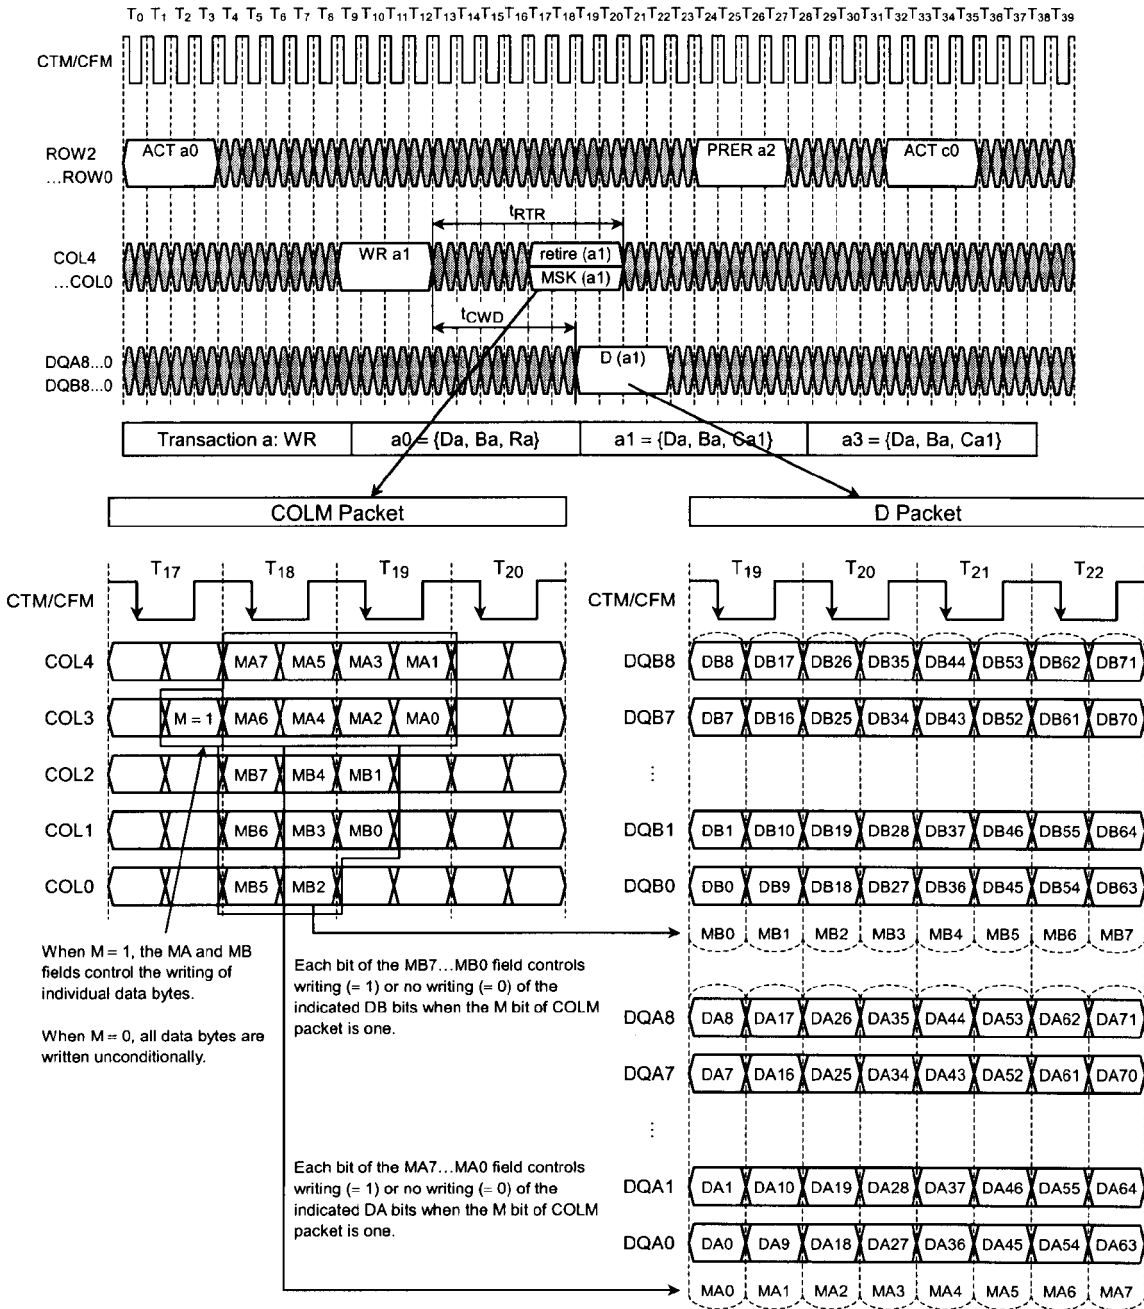 T0 T1 T2 T3 T4 T5 T6 T7 T8 T9 T10 T11 T12 T13 T14 T15 T16 T17 T18 T19 T20 T21 T22 T23 T24 T25 T26 T27 T28 T29 T30 T31 T32 T33 T34 T35 T36 T37 T38 T39
CTM/CFM
ROW2
...ROW0
ACT a0 PRER a2 ACT c0
tRTR
COL4
...COL0
WR a1 retire (a1)
MSK (a1)
tCWD
DQA8...0
DQB8...0
D (a1)
Transaction a: WR a0 = {Da, Ba, Ra} a1 = {Da, Ba, Ca1} a3 = {Da, Ba, Ca1}
COLM Packet
T17 T18 T19 T20
CTM/CFM
COL4 MA7 MA5 MA3 MA1
COL3 M = 1 MA6 MA4 MA2 MA0
COL2 MB7 MB4 MB1
COL1 MB6 MB3 MB0
COL0 MB5 MB2
When M = 1, the MA and MB
fields control the writing of
individual data bytes.
When M = 0, all data bytes are
written unconditionally.
Each bit of the MB7...MB0 field controls
writing (= 1) or no writing (= 0) of the
indicated DB bits when the M bit of COLM
packet is one.
Each bit of the MA7...MA0 field controls
writing (= 1) or no writing (= 0) of the
indicated DA bits when the M bit of COLM
packet is one.
D Packet
T19 T20 T21 T22
CTM/CFM
DQB8 DB8 DB17 DB26 DB35 DB44 DB53 DB62 DB71
DQB7 DB7 DB16 DB25 DB34 DB43 DB52 DB61 DB70
⋮
DQB1 DB1 DB10 DB19 DB28 DB37 DB46 DB55 DB64
DQB0 DB0 DB9 DB18 DB27 DB36 DB45 DB54 DB63
MB0 MB1 MB2 MB3 MB4 MB5 MB6 MB7
DQA8 DA8 DA17 DA26 DA35 DA44 DA53 DA62 DA71
DQA7 DA7 DA16 DA25 DA34 DA43 DA52 DA61 DA70
⋮
DQA1 DA1 DA10 DA19 DA28 DA37 DA46 DA55 DA64
DQA0 DA0 DA9 DA18 DA27 DA36 DA45 DA54 DA63
MA0 MA1 MA2 MA3 MA4 MA5 MA6 MA7